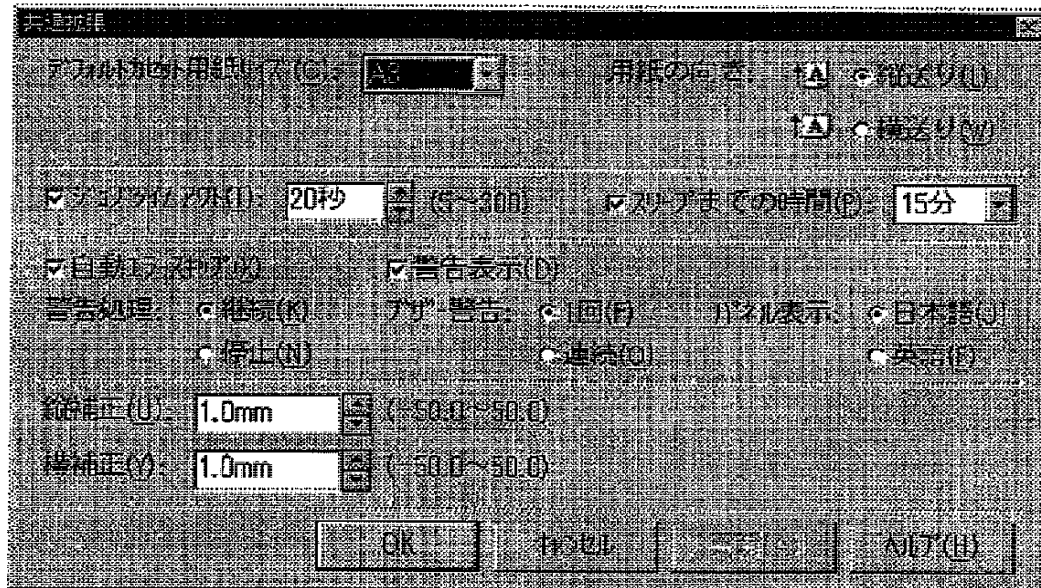 共通拡張
デフォルトカセット用紙サイズ(C): A3 用紙の向き: A 縦送り(L)
A 横送り(W)
ジョブタイムアウト(T): 20秒 (5~300) スリープまでの時間(P): 15分
自動エラースキップ(X) 警告表示(D)
警告処理: 継続(K) ブザー警告: 1回(F) パネル表示: 日本語(J)
停止(N) 連続(O) 英語(E)
縦補正(U): 1.0mm (-50.0~50.0)
横補正(Y): 1.0mm (-50.0~50.0)
OK キャンセル ヘルプ(H)